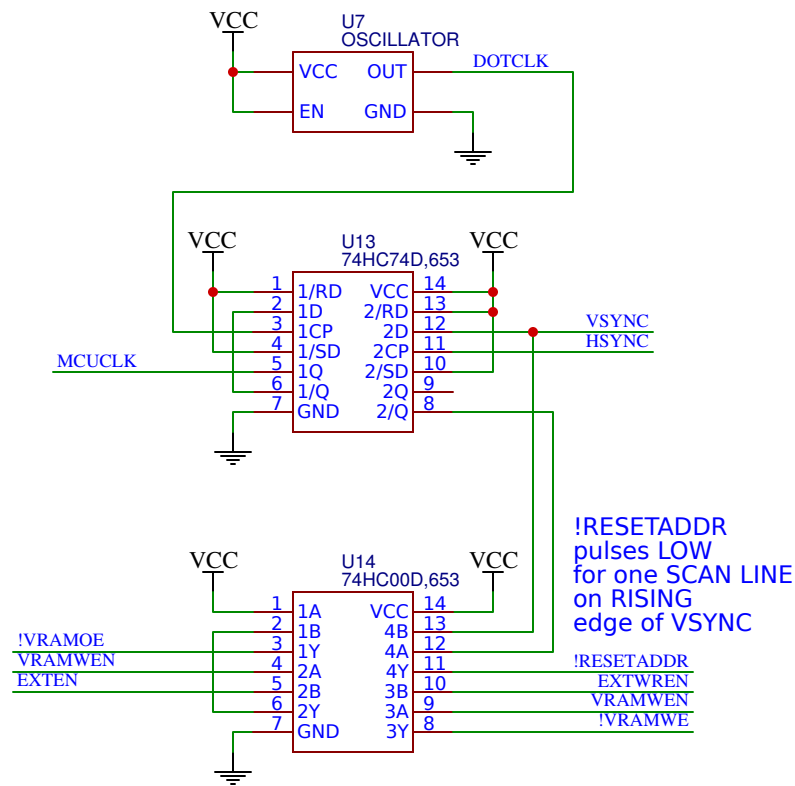 VCC
U7
OSCILLATOR
VCC OUT
DOTCLK
EN GND
VCC
U13
74HC74D,653
VCC
1 1/RD VCC 14
2 1D 2/RD 13
3 1CP 2D 12 VSYNC
4 1/SD 2CP 11 HSYNC
MCUCLK 5 1Q 2/SD 10
6 1/Q 2Q 9
7 GND 2/Q 8
!RESETADDR
pulses LOW
for one SCAN LINE
on RISING
edge of VSYNC
VCC
U14
74HC00D,653
VCC
1 1A VCC 14
2 1B 4B 13
!VRAMOE 3 1Y 4A 12
VRAMWEN 4 2A 4Y 11 !RESETADDR
EXTEN 5 2B 3B 10 EXTWREN
6 2Y 3A 9 VRAMWEN
7 GND 3Y 8 !VRAMWE